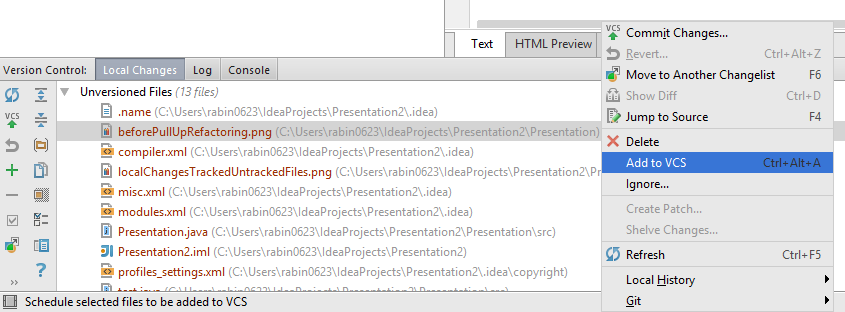 Text HTML Preview
Version Control: Local Changes Log Console
Unversioned Files (13 files)
.name (C:\Users\rabin0623\IdeaProjects\Presentation2\.idea)
beforePullUpRefactoring.png (C:\Users\rabin0623\IdeaProjects\Presentation2\Pres
compiler.xml (C:\Users\rabin0623\IdeaProjects\Presentation2\.idea)
localChangesTrackedUntrackedFiles.png (C:\Users\rabin0623\IdeaProjects\Pres
misc.xml (C:\Users\rabin0623\IdeaProjects\Presentation2\.idea)
modules.xml (C:\Users\rabin0623\IdeaProjects\Presentation2\.idea)
Presentation.java (C:\Users\rabin0623\IdeaProjects\Presentation2\Presentation\src)
Presentation2.iml (C:\Users\rabin0623\IdeaProjects\Presentation2)
profiles_settings.xml (C:\Users\rabin0623\IdeaProjects\Presentation2\.idea\copyright)
Schedule selected files to be added to VCS
VCS
VCS
Commit Changes...
Revert... Ctrl+Alt+Z
Move to Another Changelist F6
Show Diff Ctrl+D
Jump to Source F4
Delete
Add to VCS Ctrl+Alt+A
Ignore...
Create Patch...
Shelve Changes...
Refresh Ctrl+F5
Local History
Git